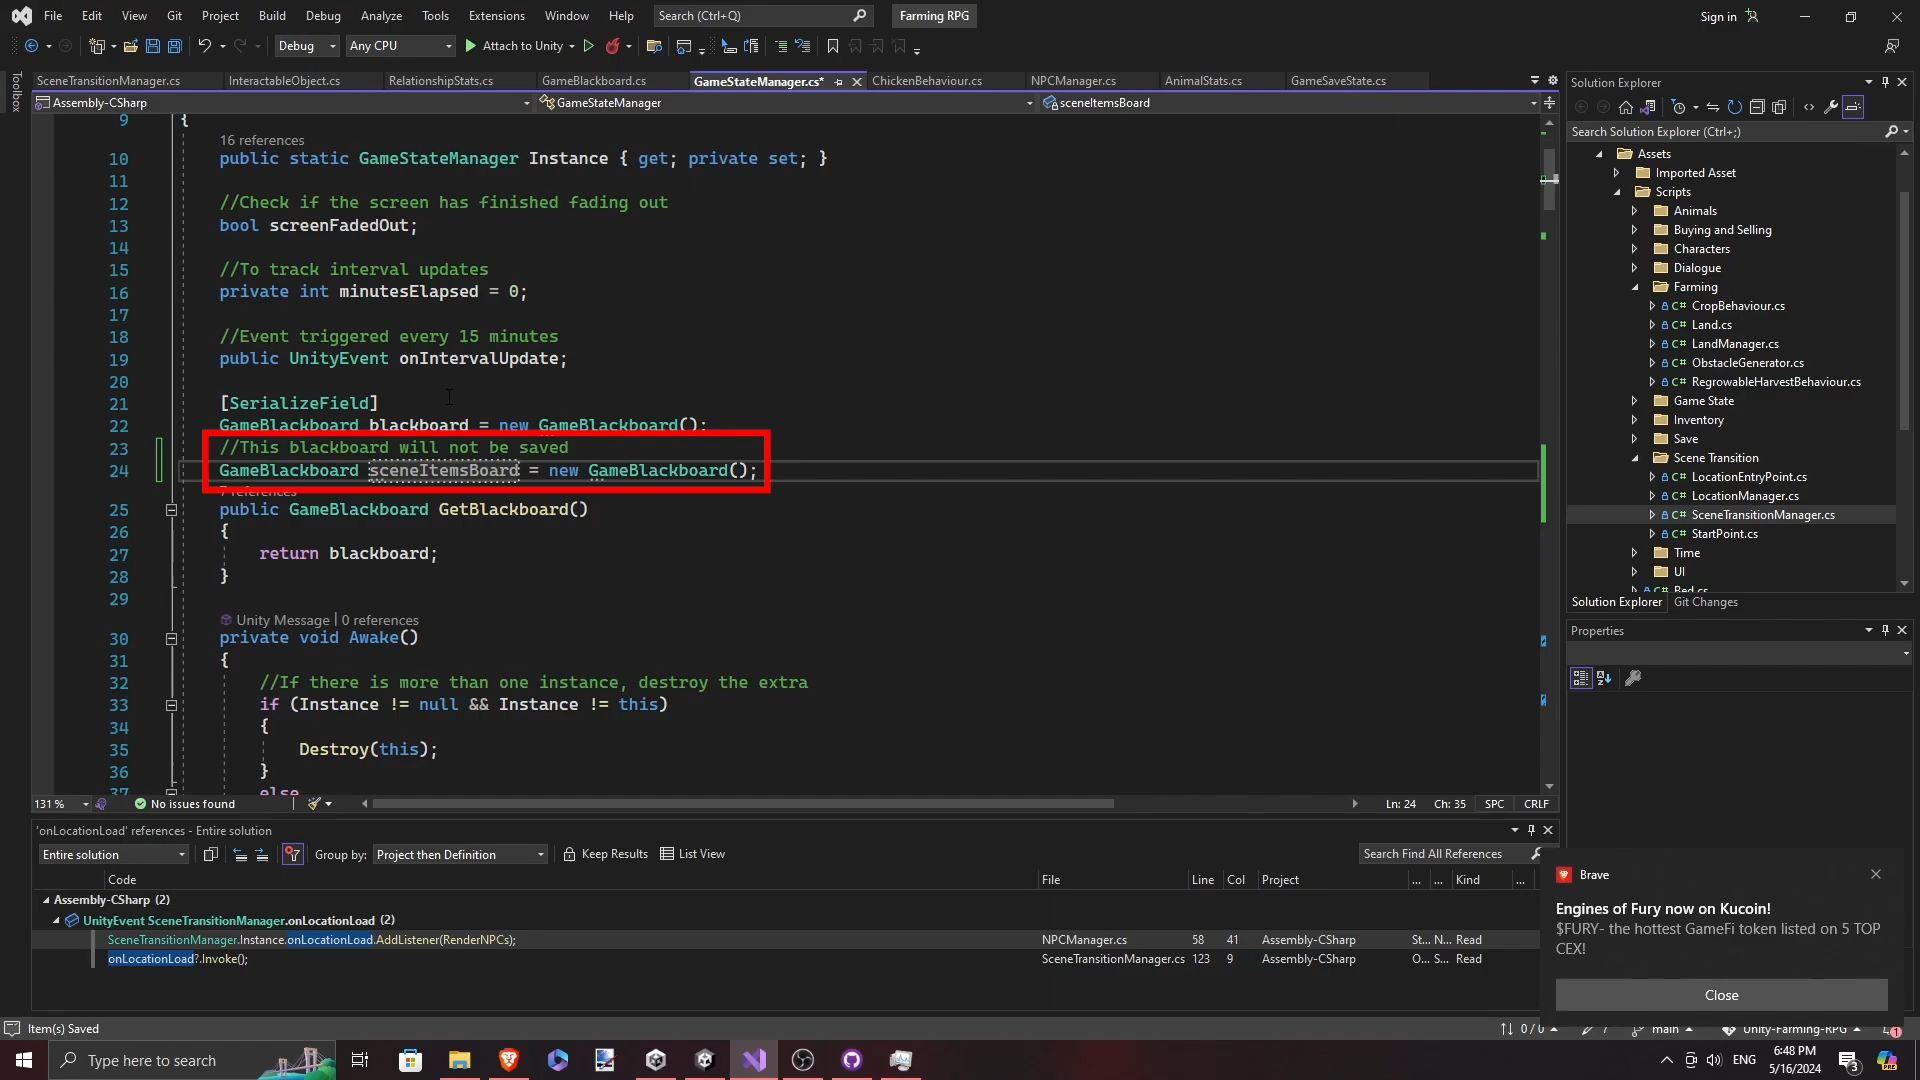 File Edit View Git Project Build Debug Analyze Tools Extensions Window Help Search (Ctrl+Q) Farming RPG Sign in
Debug Any CPU Attach to Unity
Toolbox
SceneTransitionManager.cs InteractableObject.cs RelationshipStats.cs GameBlackboard.cs GameStateManager.cs* ChickenBehaviour.cs NPCManager.cs AnimalStats.cs GameSaveState.cs
Assembly-CSharp GameStateManager sceneItemsBoard
9 {
16 references
10 public static GameStateManager Instance { get; private set; }
11
12 //Check if the screen has finished fading out
13 bool screenFadedOut;
14
15 //To track interval updates
16 private int minutesElapsed = 0;
17
18 //Event triggered every 15 minutes
19 public UnityEvent onIntervalUpdate;
20
21 [SerializeField]
22 GameBlackboard blackboard = new GameBlackboard();
23 //This blackboard will not be saved
24 GameBlackboard sceneItemsBoard = new GameBlackboard();
7 references
25 public GameBlackboard GetBlackboard()
26 {
27 return blackboard;
28 }
29
Unity Message | 0 references
30 private void Awake()
31 {
32 //If there is more than one instance, destroy the extra
33 if (Instance != null && Instance != this)
34 {
35 Destroy(this);
36 }
37 else
131 % No issues found Ln: 24 Ch: 35 SPC CRLF
'onLocationLoad' references - Entire solution
Entire solution Group by: Project then Definition Keep Results List View Search Find All References
Code File Line Col Project ... ... Kind ...
Assembly-CSharp (2)
UnityEvent SceneTransitionManager.onLocationLoad (2)
SceneTransitionManager.Instance.onLocationLoad.AddListener(RenderNPCs); NPCManager.cs 58 41 Assembly-CSharp St... N... Read
onLocationLoad?.Invoke(); SceneTransitionManager.cs 123 9 Assembly-CSharp O... S... Read
Solution Explorer
Search Solution Explorer (Ctrl+;)
Assets
Imported Asset
Scripts
Animals
Buying and Selling
Characters
Dialogue
Farming
C# CropBehaviour.cs
C# Land.cs
C# LandManager.cs
C# ObstacleGenerator.cs
C# RegrowableHarvestBehaviour.cs
Game State
Inventory
Save
Scene Transition
C# LocationEntryPoint.cs
C# LocationManager.cs
C# SceneTransitionManager.cs
C# StartPoint.cs
Time
UI
C# Bed.cs
Solution Explorer Git Changes
Properties
Brave
Engines of Fury now on Kucoin!
$FURY- the hottest GameFi token listed on 5 TOP
CEX!
Close
Item(s) Saved 0 / 0 main Unity-Farming-RPG 1
Type here to search ENG 6:48 PM
5/16/2024 3